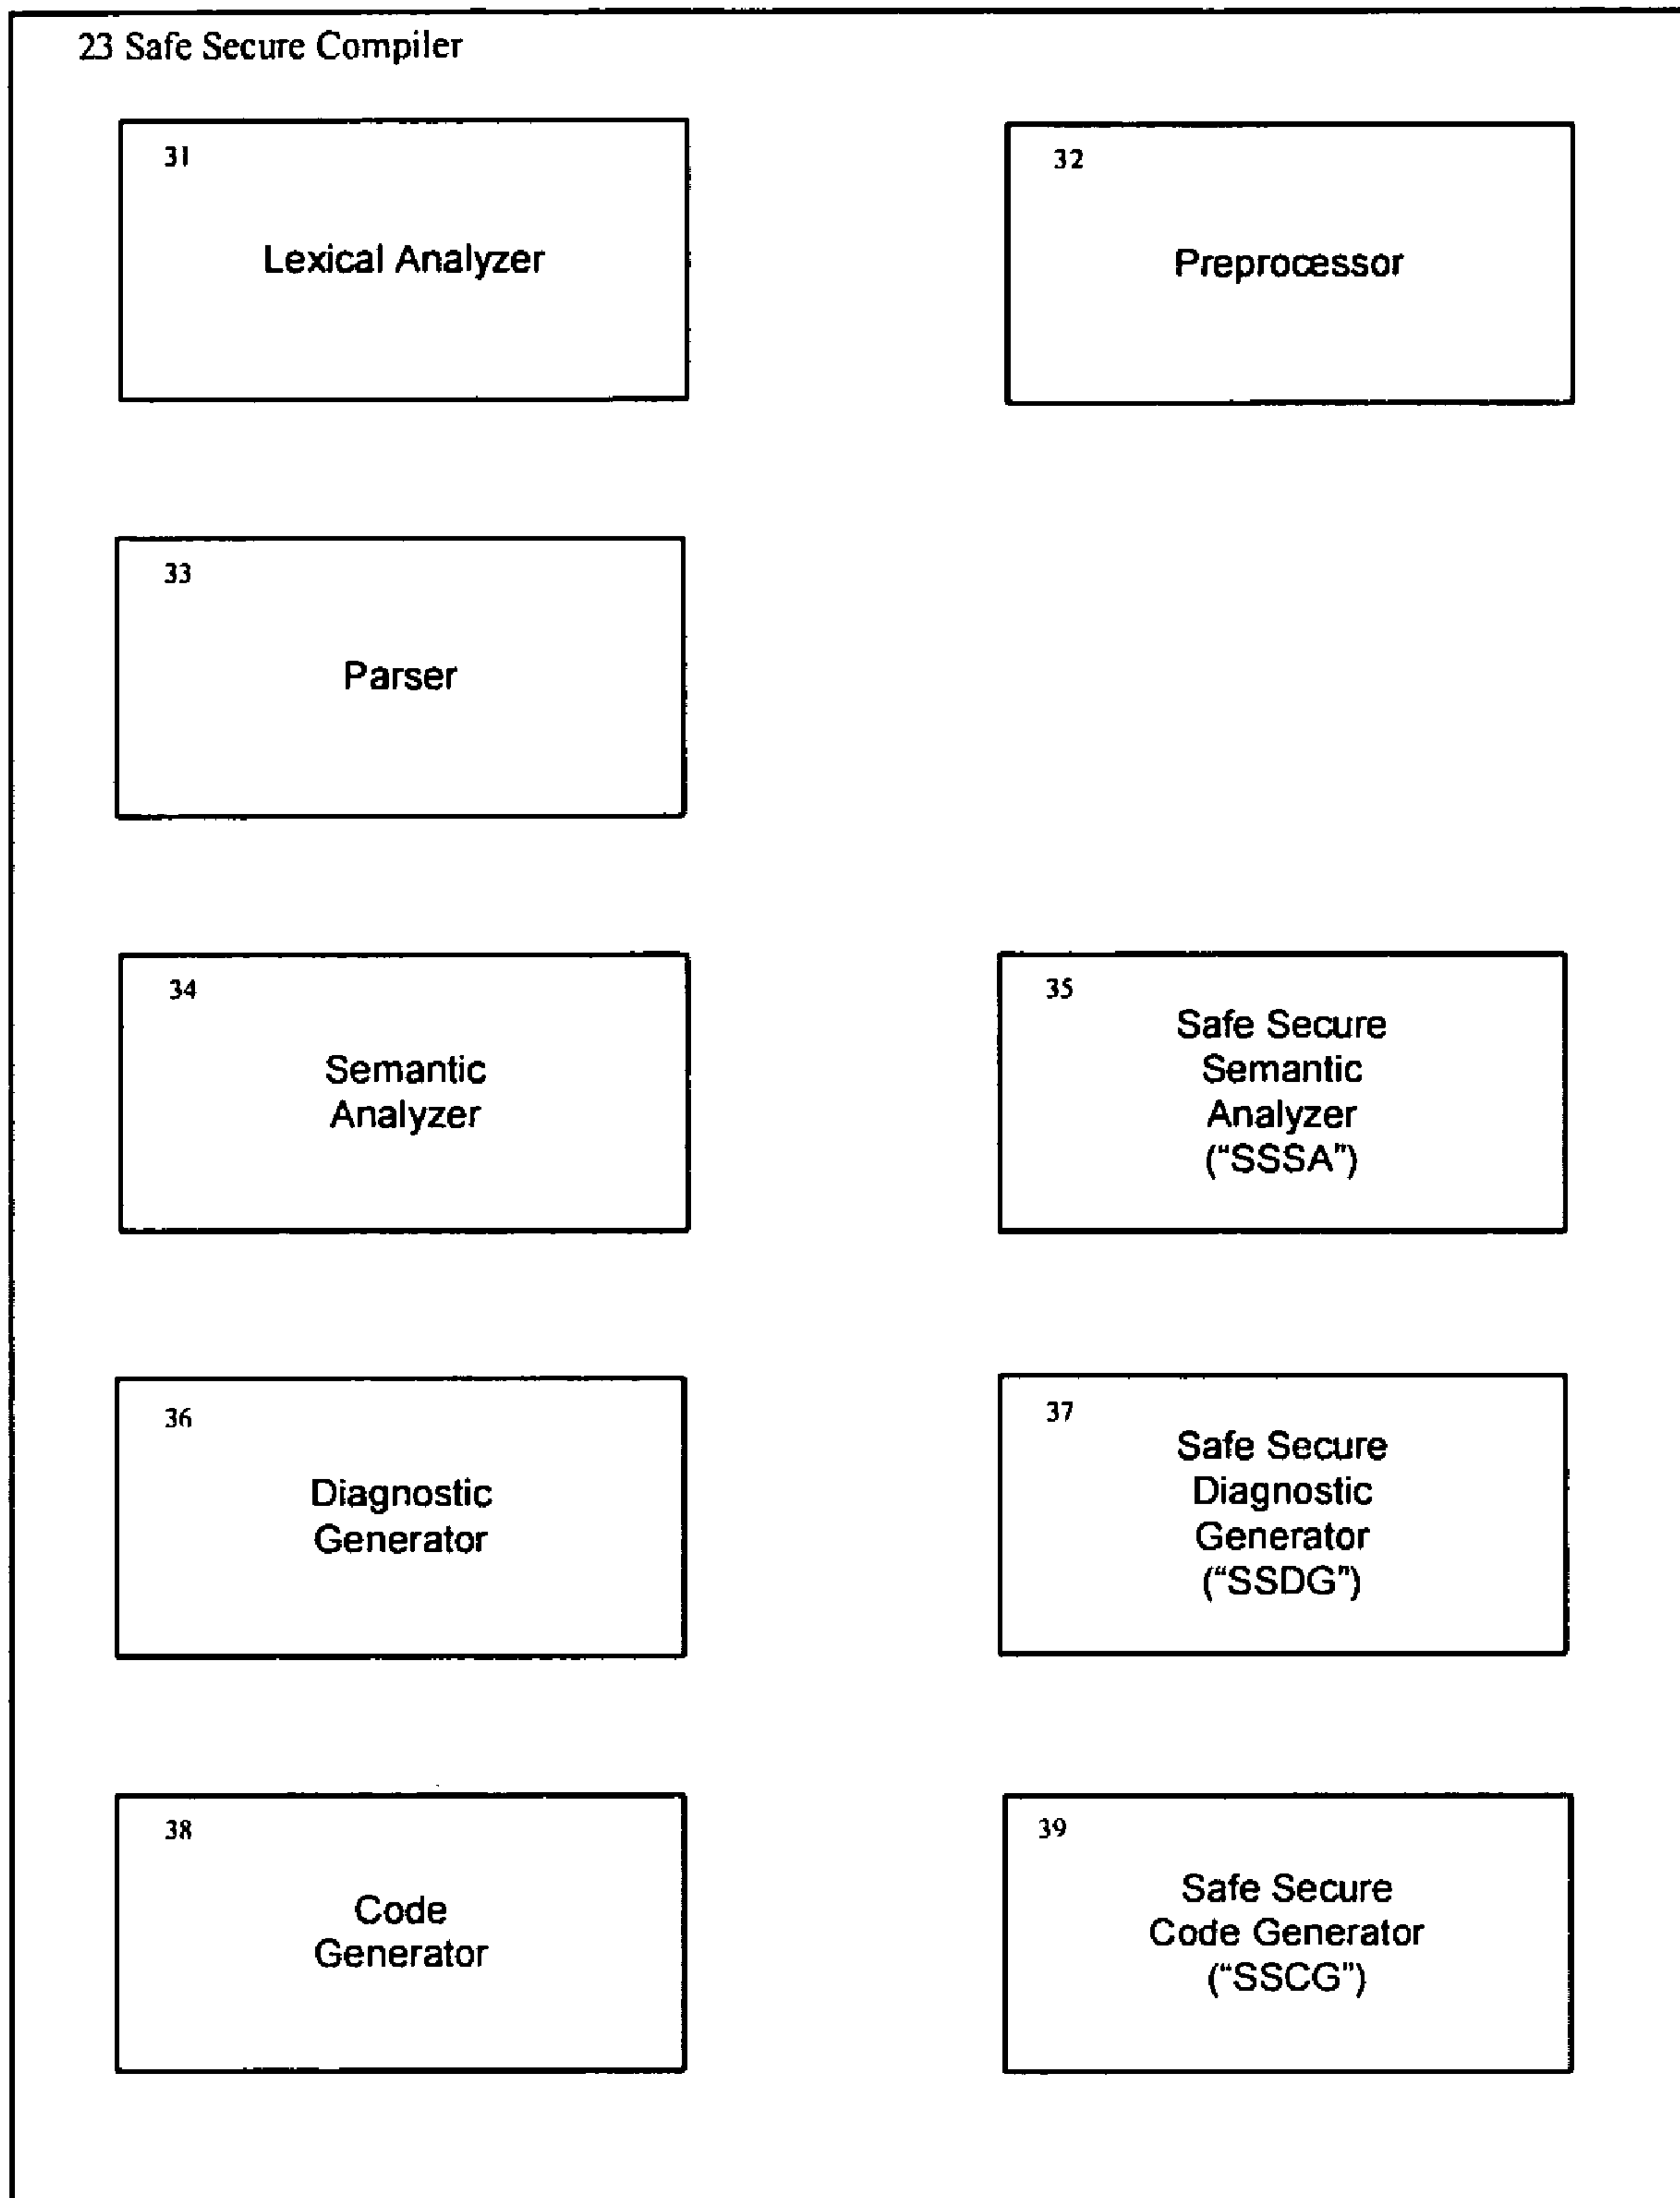 23 Safe Secure Compiler
31
Lexical Analyzer
32
Preprocessor
33
Parser
34
Semantic
Analyzer
35
Safe Secure
Semantic
Analyzer
("SSSA")
36
Diagnostic
Generator
37
Safe Secure
Diagnostic
Generator
("SSDG")
38
Code
Generator
39
Safe Secure
Code Generator
("SSCG")